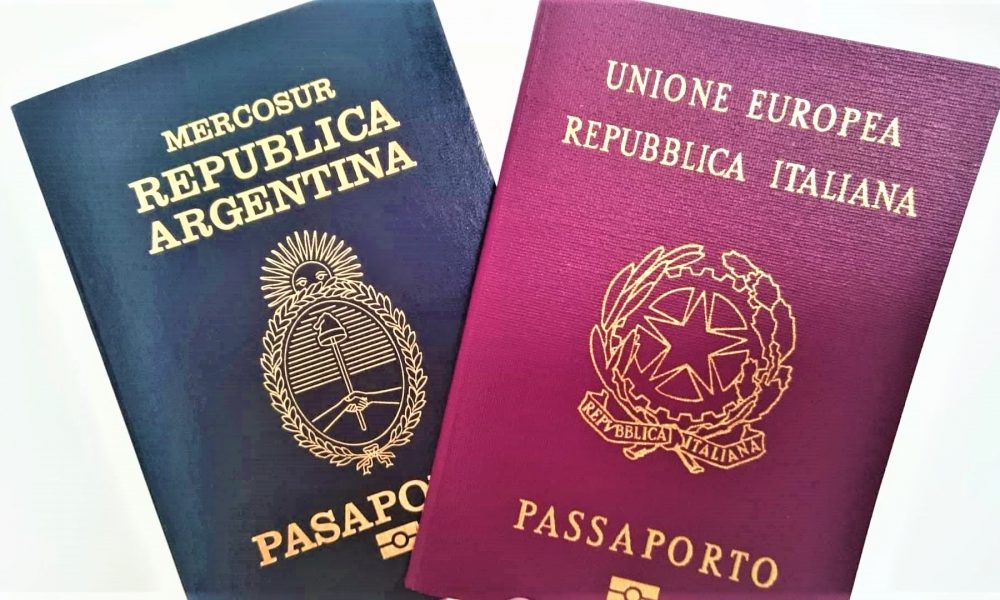 MERCOSUR
REPUBLICA
ARGENTINA
PASAPO
UNIONE EUROPEA
REPUBBLICA ITALIANA
REPVBBLICA ITALIANA
PASSAPORTO